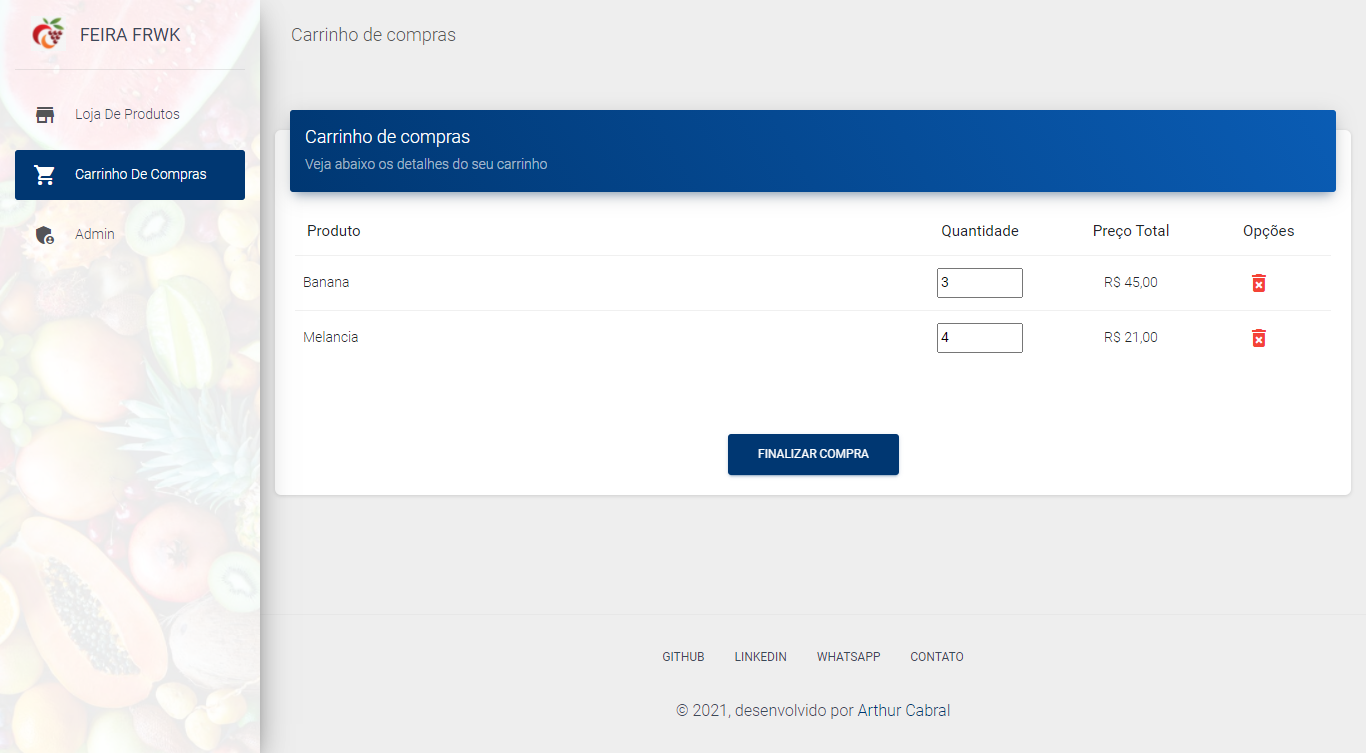 FEIRA FRWK
Loja De Produtos
Carrinho De Compras
Admin
Carrinho de compras
Carrinho de compras
Veja abaixo os detalhes do seu carrinho
Produto Quantidade Preço Total Opções
Banana 3 R$ 45,00
Melancia 4 R$ 21,00
FINALIZAR COMPRA
GITHUB LINKEDIN WHATSAPP CONTATO
© 2021, desenvolvido por Arthur Cabral